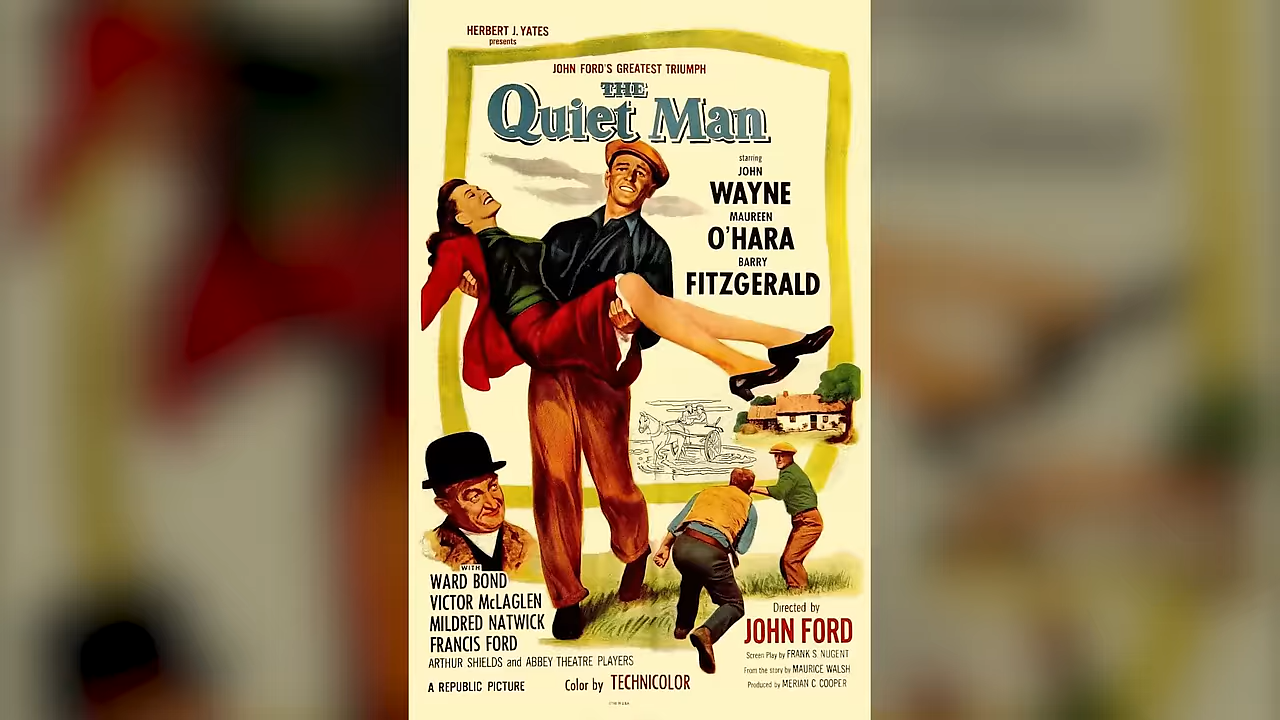 HERBERT J. YATES
presents
JOHN FORD'S GREATEST TRIUMPH
THE
Quiet Man
starring
JOHN
WAYNE
MAUREEN
O'HARA
BARRY
FITZGERALD
WITH
WARD BOND
VICTOR McLAGLEN
MILDRED NATWICK
FRANCIS FORD
ARTHUR SHIELDS and ABBEY THEATRE PLAYERS
A REPUBLIC PICTURE
Color by TECHNICOLOR
Directed by
JOHN FORD
Screen Play by FRANK S. NUGENT
From the story by MAURICE WALSH
Produced by MERIAN C. COOPER